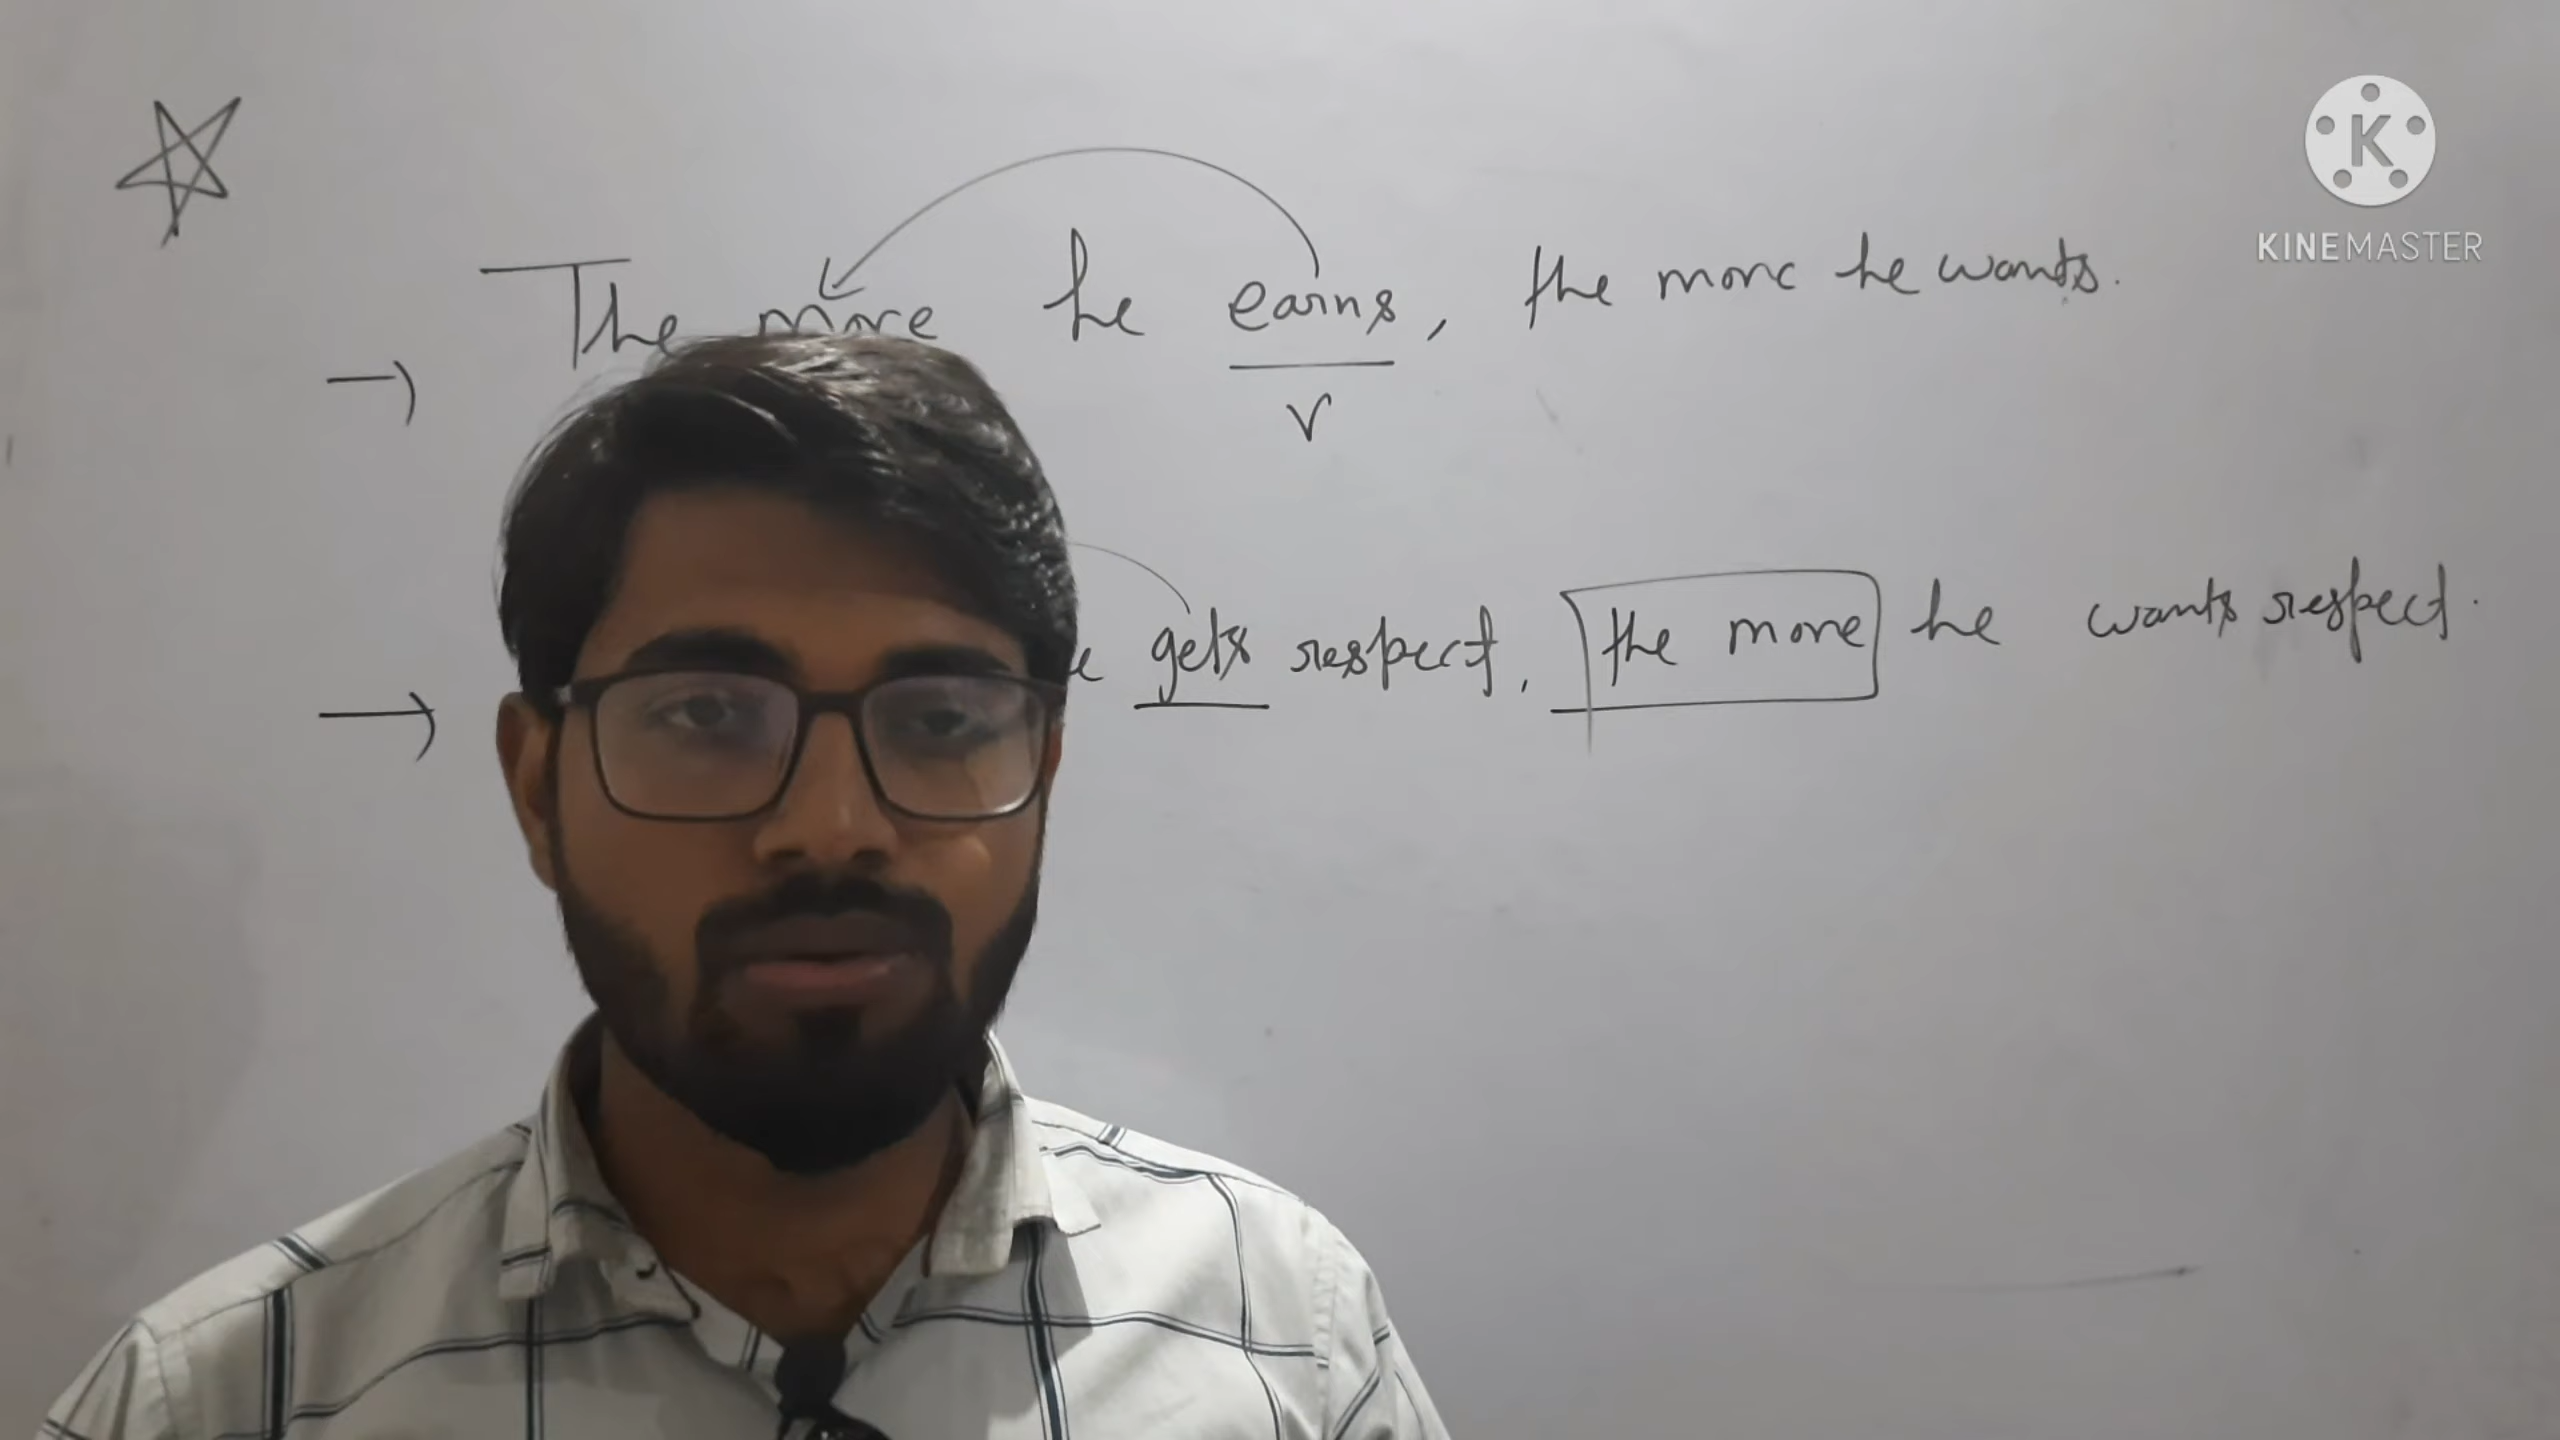 The more he earns, the more he wants.
V
gets respect, the more he wants respect.
K
KINEMASTER